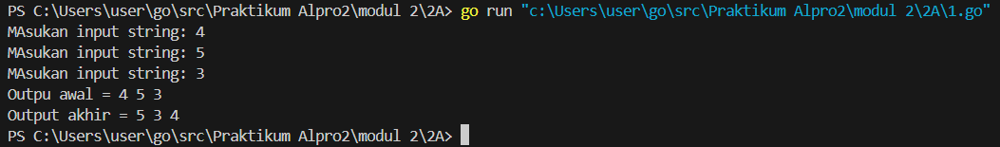 PS C:\Users\user\go\src\Praktikum Alpro2\modul 2\2A> go run "c:\Users\user\go\src\Praktikum Alpro2\modul 2\2A\1.go"
MAsukan input string: 4
MAsukan input string: 5
MAsukan input string: 3
Outpu awal = 4 5 3
Output akhir = 5 3 4
PS C:\Users\user\go\src\Praktikum Alpro2\modul 2\2A>